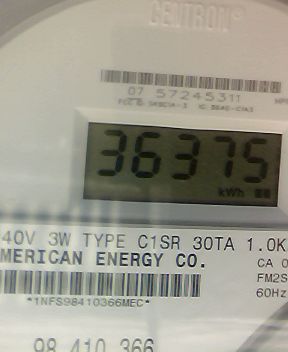 CENTRON®
07 57245311
36375
kWh
40V 3W TYPE C1SR 30TA 1.0K
MERICAN ENERGY CO. CA 0
FM2S
*1NFS98410366MEC* 60Hz
98 410 366